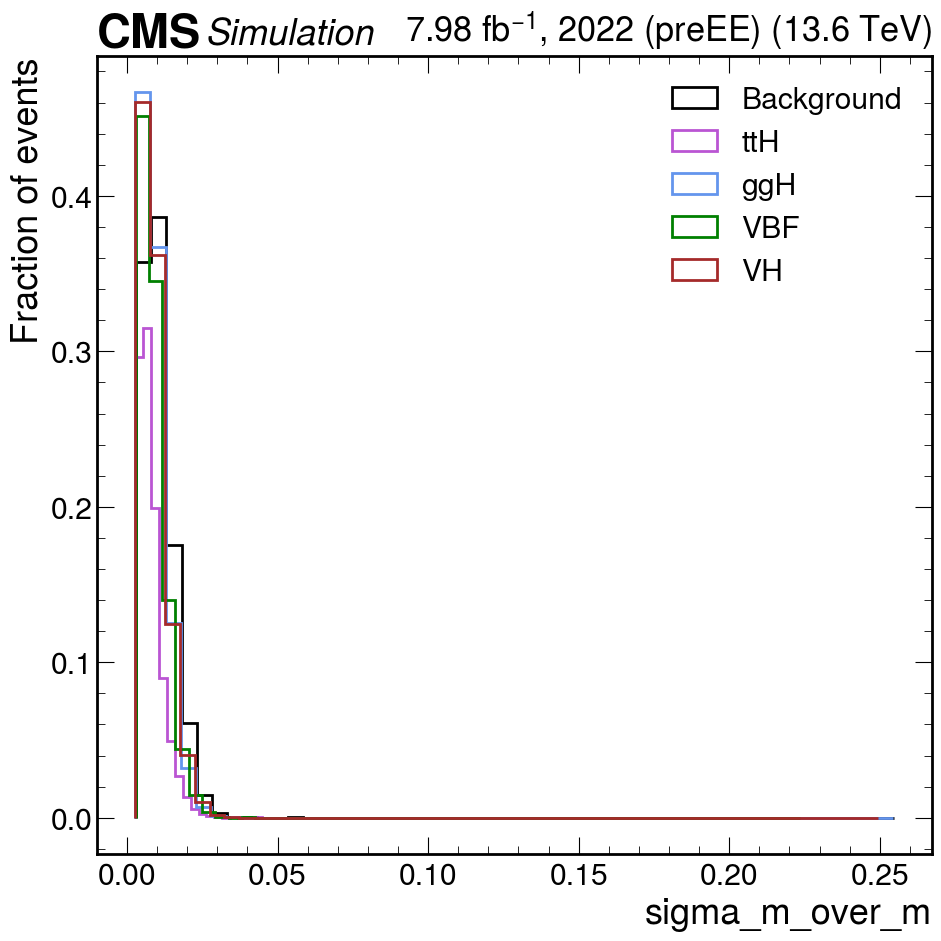 CMS Simulation 7.98 fb⁻¹, 2022 (preEE) (13.6 TeV)
Fraction of events
Background
ttH
ggH
VBF
VH
0.4
0.3
0.2
0.1
0.0
0.00 0.05 0.10 0.15 0.20 0.25
sigma_m_over_m